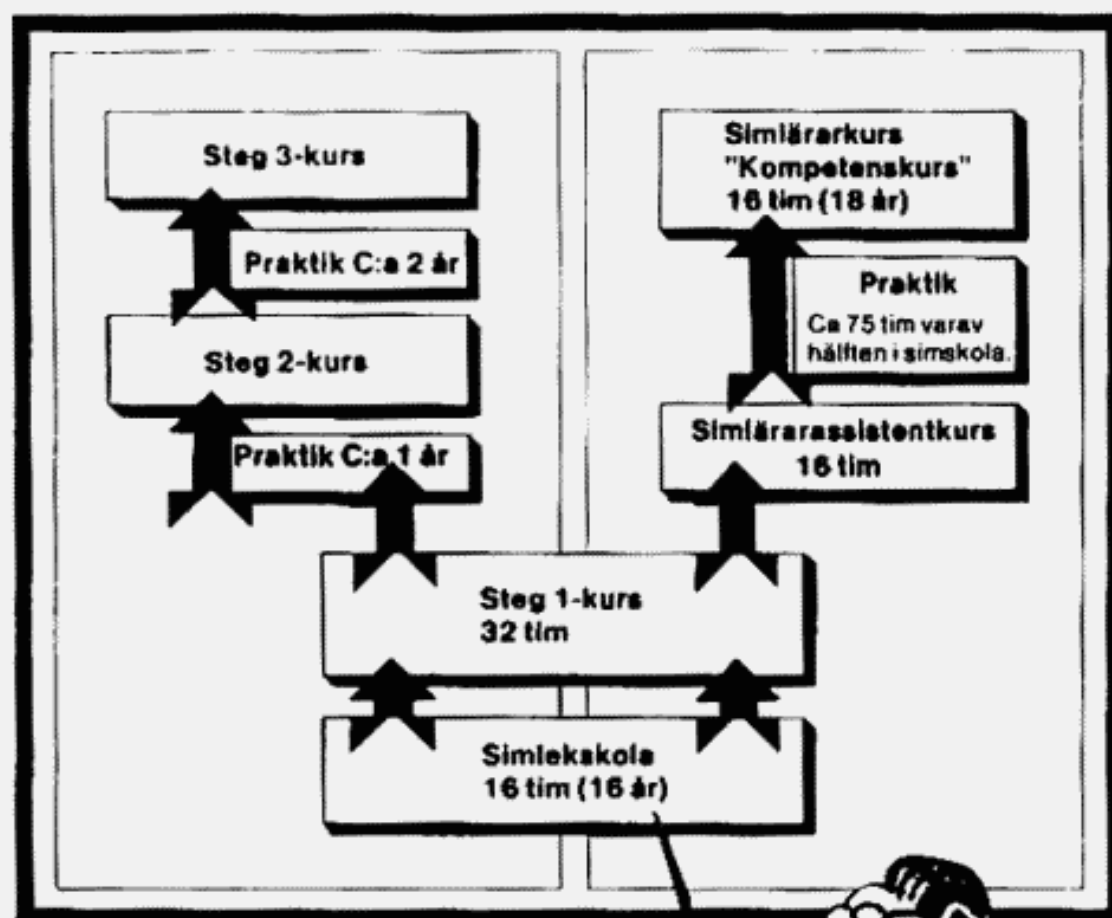 Steg 3-kurs
Praktik C:a 2 år
Steg 2-kurs
Praktik C:a 1 år
Simlärarkurs
"Kompetenskurs"
16 tim (18 år)
Praktik
Ca 75 tim varav
hälften i simskola.
Simlärarassistentkurs
16 tim
Steg 1-kurs
32 tim
Simlekskola
16 tim (16 år)